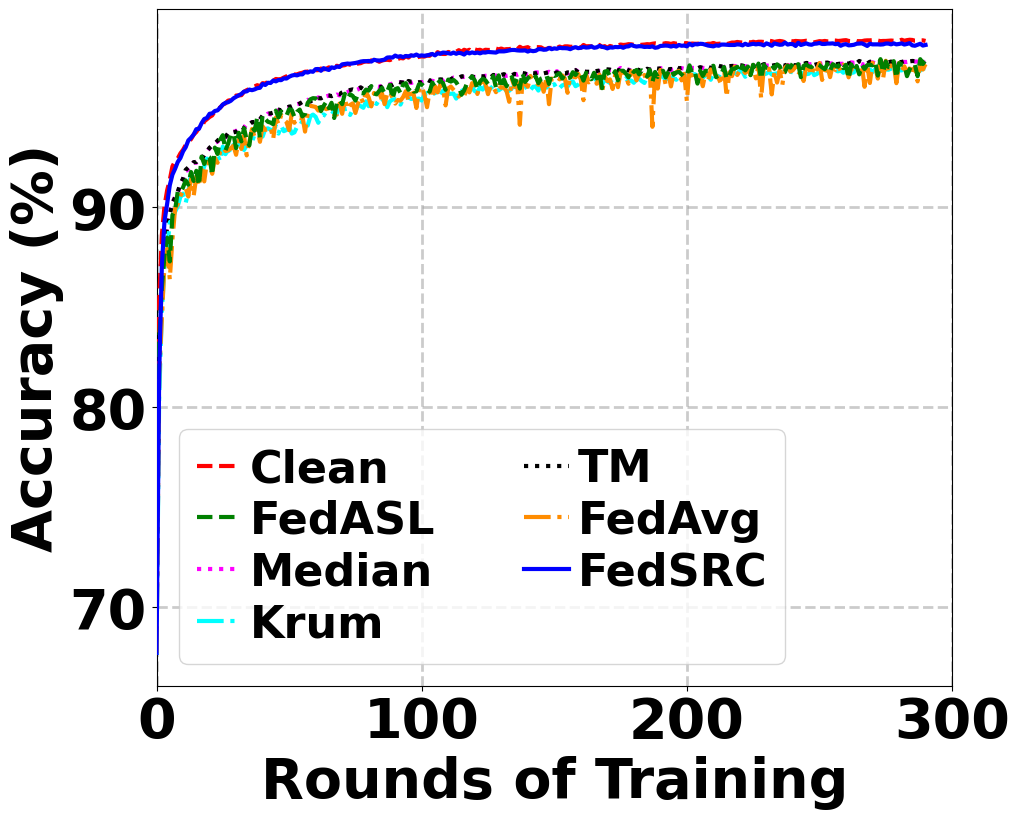 Accuracy (%)
90
80
70
Clean
FedASL
Median
Krum
TM
FedAvg
FedSRC
0 100 200 300
Rounds of Training